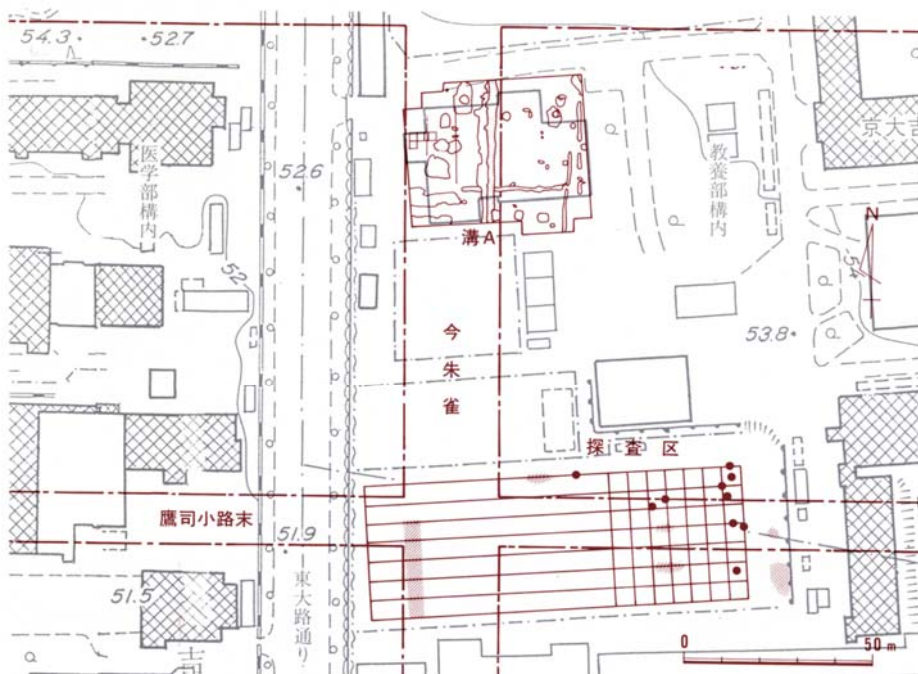 54.3
52.7
京大
医学部構内
教養部構内
52.6
N
溝A
52
54
今朱雀
53.8
探査区
鷹司小路末
51.9
51.5
東大路通り
0
50m